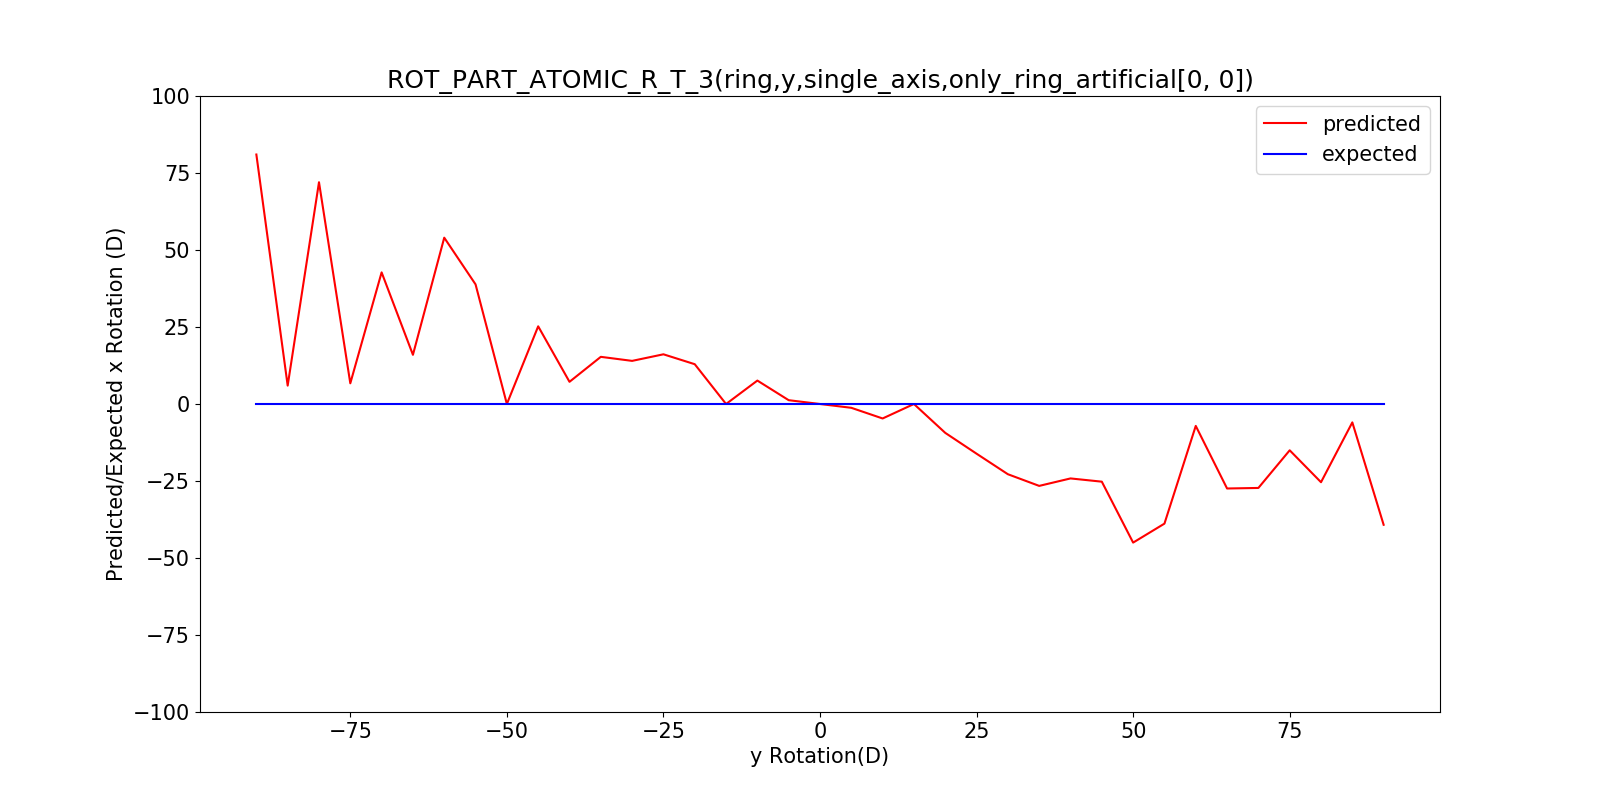 ROT_PART_ATOMIC_R_T_3(ring,y,single_axis,only_ring_artificial[0, 0])
predicted
expected
Predicted/Expected x Rotation (D)
100
75
50
25
0
−25
−50
−75
−100
−75 −50 −25 0 25 50 75
y Rotation(D)